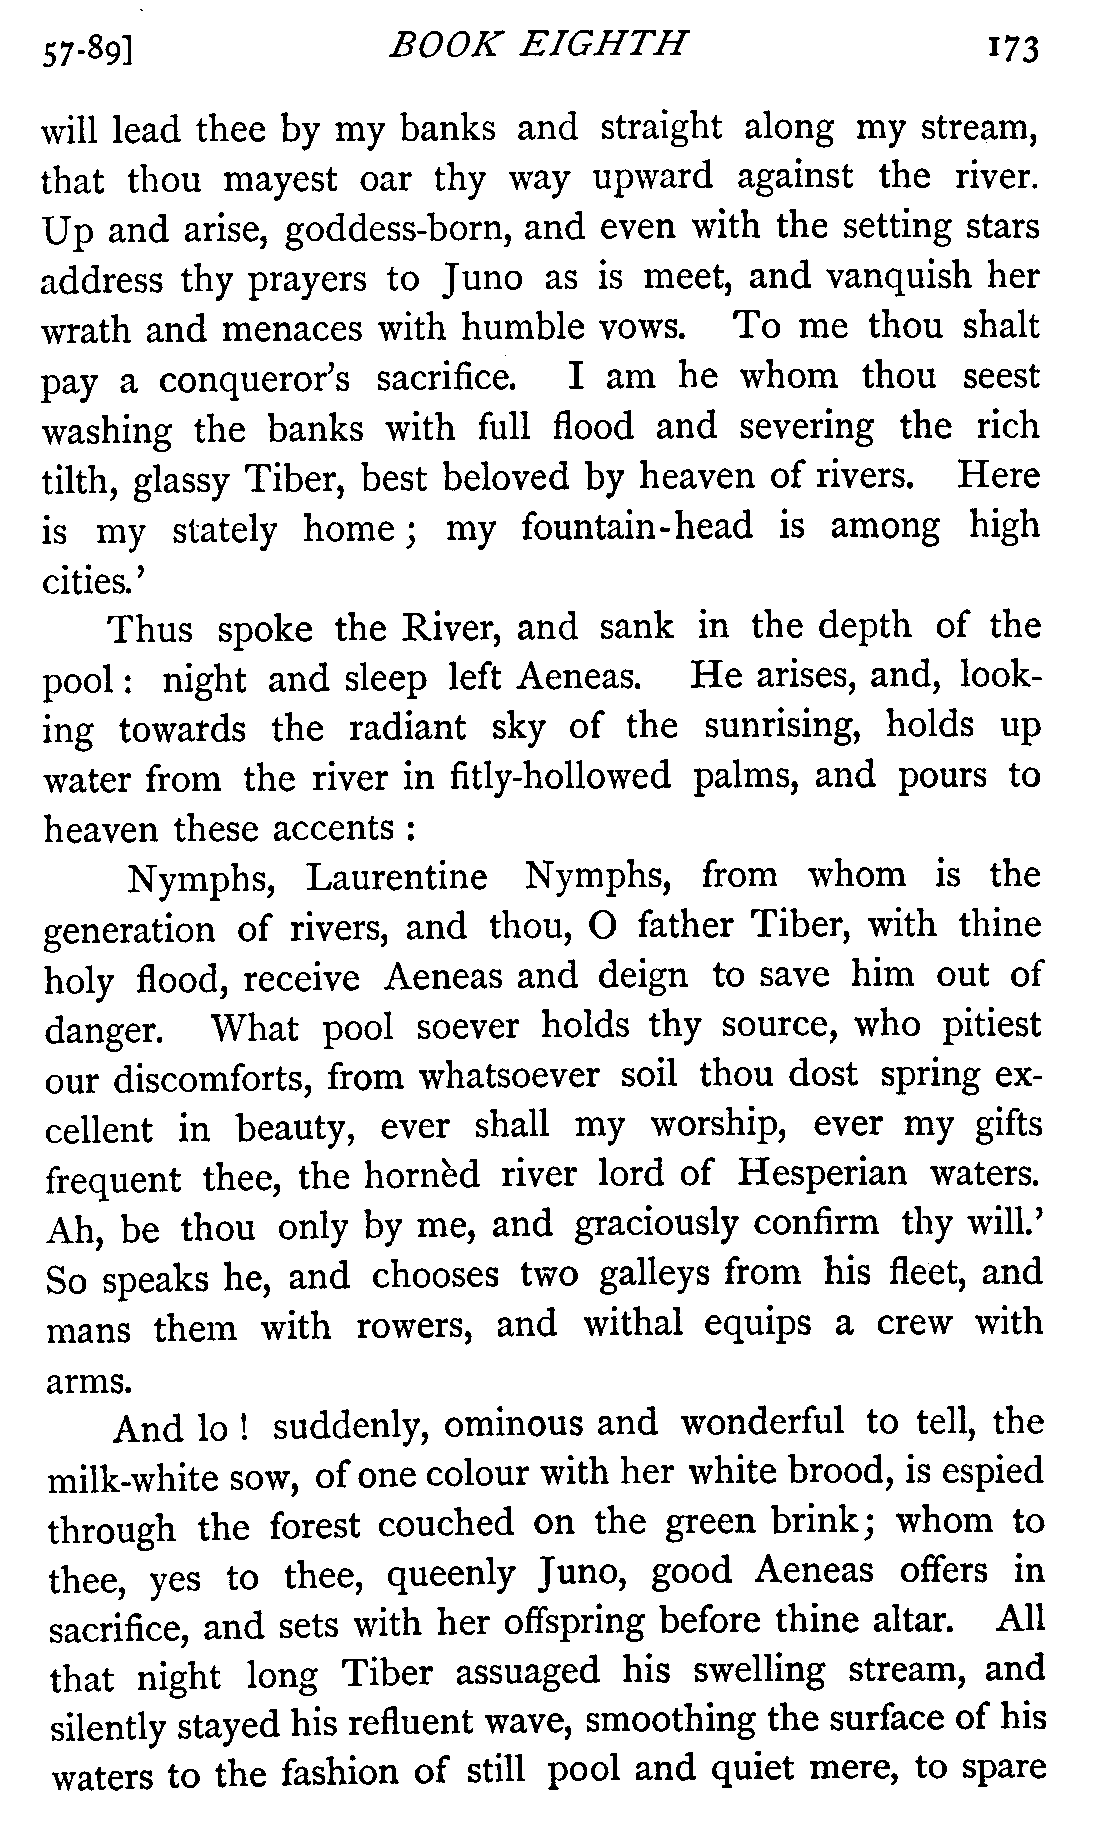 57-89] BOOK EIGHTH 173
will lead thee by my banks and straight along my stream,
that thou mayest oar thy way upward against the river.
Up and arise, goddess-born, and even with the setting stars
address thy prayers to Juno as is meet, and vanquish her
wrath and menaces with humble vows. To me thou shalt
pay a conqueror's sacrifice. I am he whom thou seest
washing the banks with full flood and severing the rich
tilth, glassy Tiber, best beloved by heaven of rivers. Here
is my stately home ; my fountain-head is among high
cities.'
Thus spoke the River, and sank in the depth of the
pool : night and sleep left Aeneas. He arises, and, look-
ing towards the radiant sky of the sunrising, holds up
water from the river in fitly-hollowed palms, and pours to
heaven these accents :
Nymphs, Laurentine Nymphs, from whom is the
generation of rivers, and thou, O father Tiber, with thine
holy flood, receive Aeneas and deign to save him out of
danger. What pool soever holds thy source, who pitiest
our discomforts, from whatsoever soil thou dost spring ex-
cellent in beauty, ever shall my worship, ever my gifts
frequent thee, the hornèd river lord of Hesperian waters.
Ah, be thou only by me, and graciously confirm thy will.'
So speaks he, and chooses two galleys from his fleet, and
mans them with rowers, and withal equips a crew with
arms.
And lo ! suddenly, ominous and wonderful to tell, the
milk-white sow, of one colour with her white brood, is espied
through the forest couched on the green brink; whom to
thee, yes to thee, queenly Juno, good Aeneas offers in
sacrifice, and sets with her offspring before thine altar. All
that night long Tiber assuaged his swelling stream, and
silently stayed his refluent wave, smoothing the surface of his
waters to the fashion of still pool and quiet mere, to spare